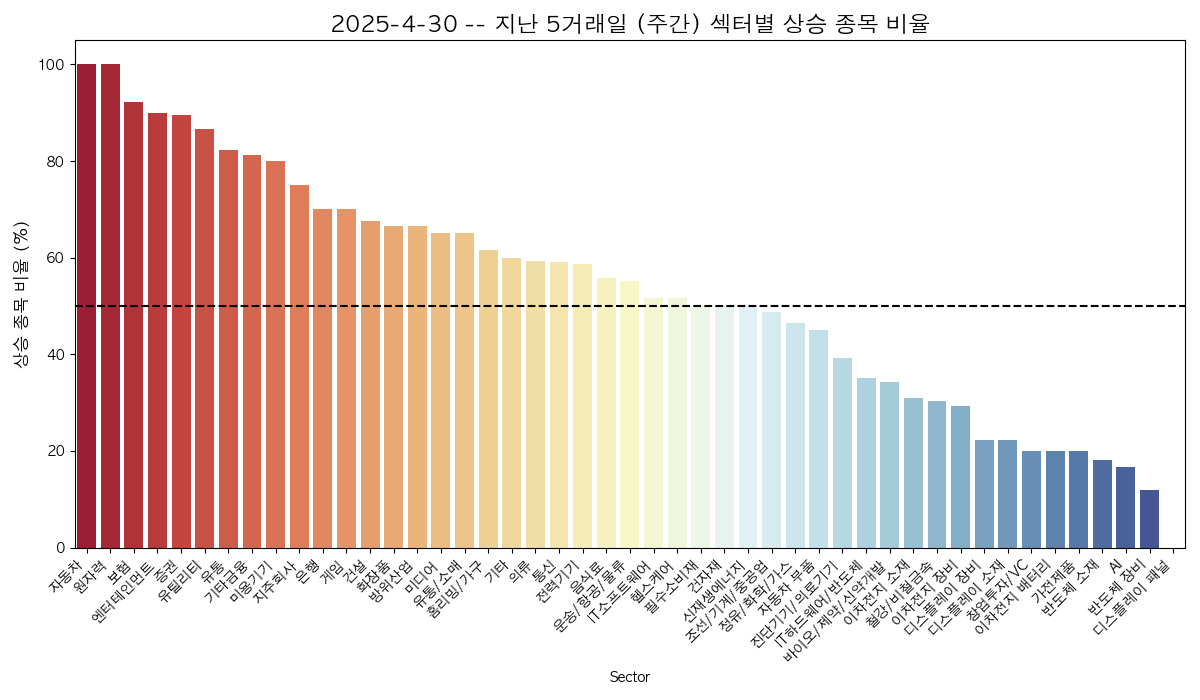 2025-4-30 -- 지난 5거래일 (주간) 섹터별 상승 종목 비율
상승 종목 비율 (%)
100
80
60
40
20
0
자동차
원자력
보험
엔터테인먼트
증권
유틸리티
유통
기타금융
미용기기
지주회사
은행
게임
건설
화장품
방위산업
미디어
유통/소매
홈리빙/가구
기타
의류
통신
전력기기
음식료
운송/항공/물류
IT소프트웨어
헬스케어
필수소비재
건자재
신재생에너지
조선/기계/중공업
정유/화학/가스
자동차 부품
진단기기/의료기기
IT하드웨어/반도체
바이오/제약/신약개발
이차전지 소재
철강/비철금속
이차전지 장비
디스플레이 장비
디스플레이 소재
창업투자/VC
이차전지 배터리
가전제품
반도체 소재
AI
반도체 장비
디스플레이 패널
Sector